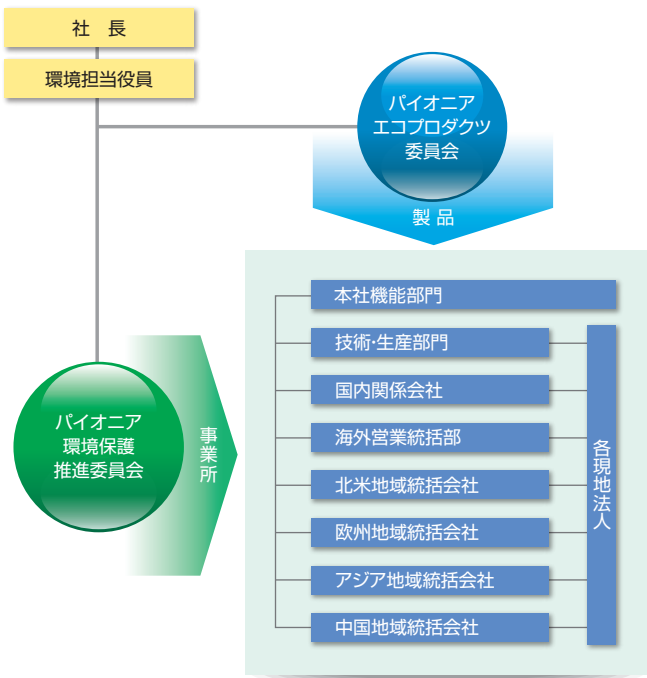 社 長
環境担当役員
パイオニア
エコプロダクツ
委員会
製 品
本社機能部門
技術・生産部門
国内関係会社
海外営業統括部
北米地域統括会社
欧州地域統括会社
アジア地域統括会社
中国地域統括会社
各現地法人
パイオニア
環境保護
推進委員会
事業所